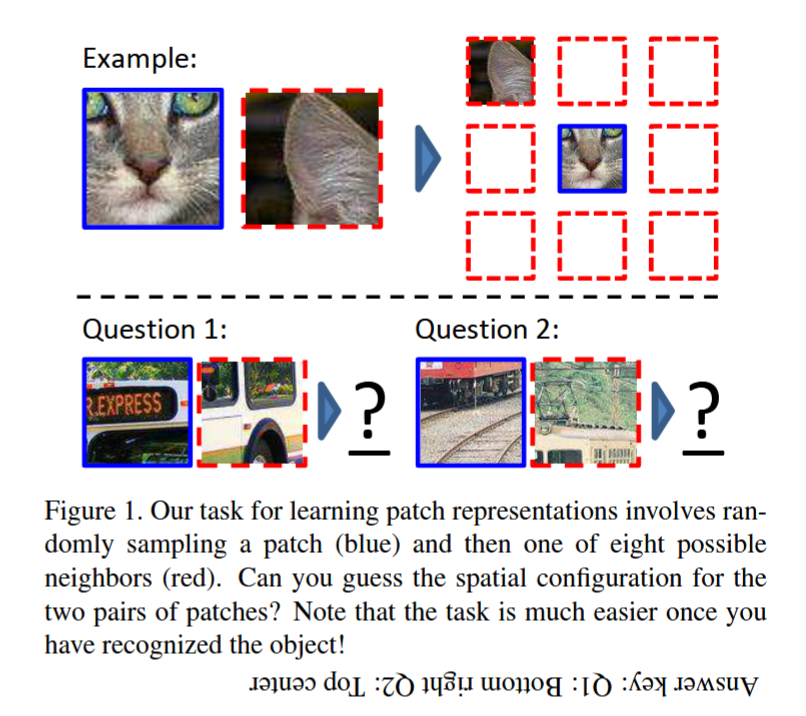 Example:
Question 1:
Question 2:
R.EXPRESS
?
?
Figure 1. Our task for learning patch representations involves ran-
domly sampling a patch (blue) and then one of eight possible
neighbors (red). Can you guess the spatial configuration for the
two pairs of patches? Note that the task is much easier once you
have recognized the object!
Answer key: Q1: Bottom right Q2: Top center